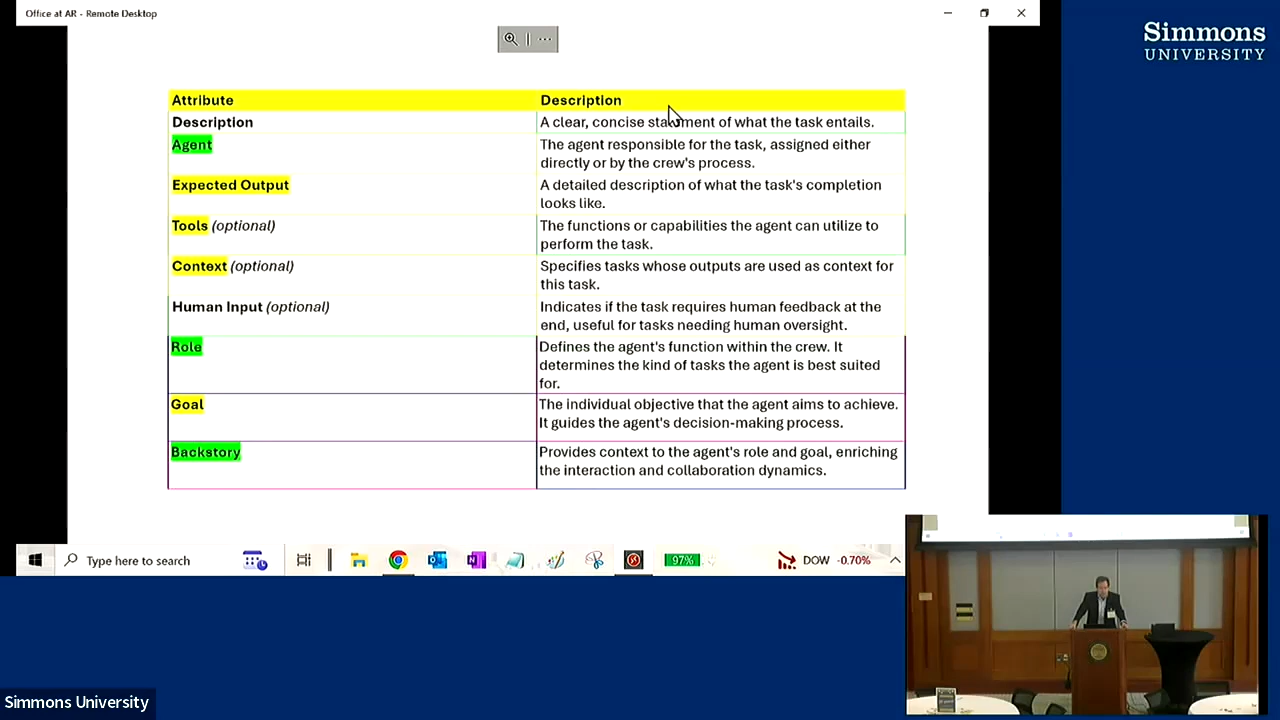 Office at AR - Remote Desktop
Simmons
UNIVERSITY
Attribute Description
Description A clear, concise statement of what the task entails.
Agent The agent responsible for the task, assigned either
directly or by the crew's process.
Expected Output A detailed description of what the task's completion
looks like.
Tools (optional) The functions or capabilities the agent can utilize to
perform the task.
Context (optional) Specifies tasks whose outputs are used as context for
this task.
Human Input (optional) Indicates if the task requires human feedback at the
end, useful for tasks needing human oversight.
Role Defines the agent's function within the crew. It
determines the kind of tasks the agent is best suited
for.
Goal The individual objective that the agent aims to achieve.
It guides the agent's decision-making process.
Backstory Provides context to the agent's role and goal, enriching
the interaction and collaboration dynamics.
Type here to search 97% DOW -0.70%
Simmons University